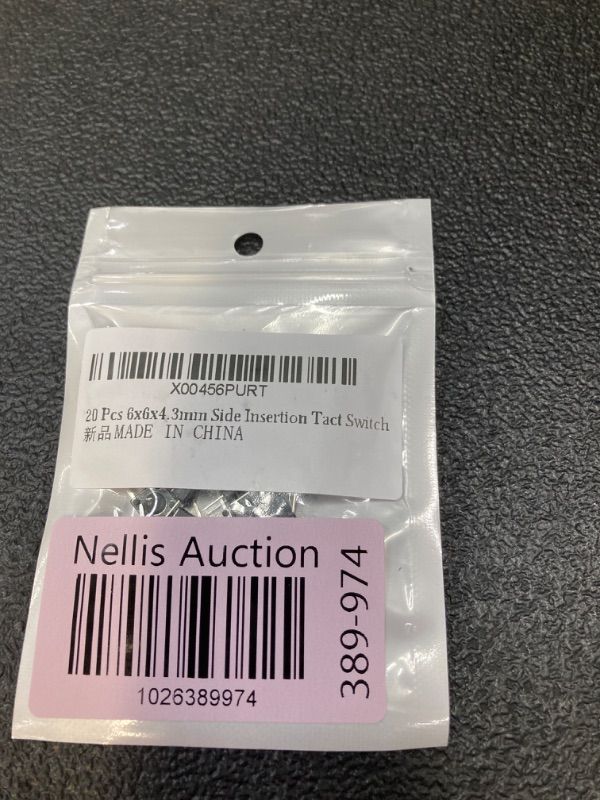 X00456PURT
20 Pcs 6x6x4.3mm Side Insertion Tact Switch
新品MADE IN CHINA
Nellis Auction
1026389974
389-974